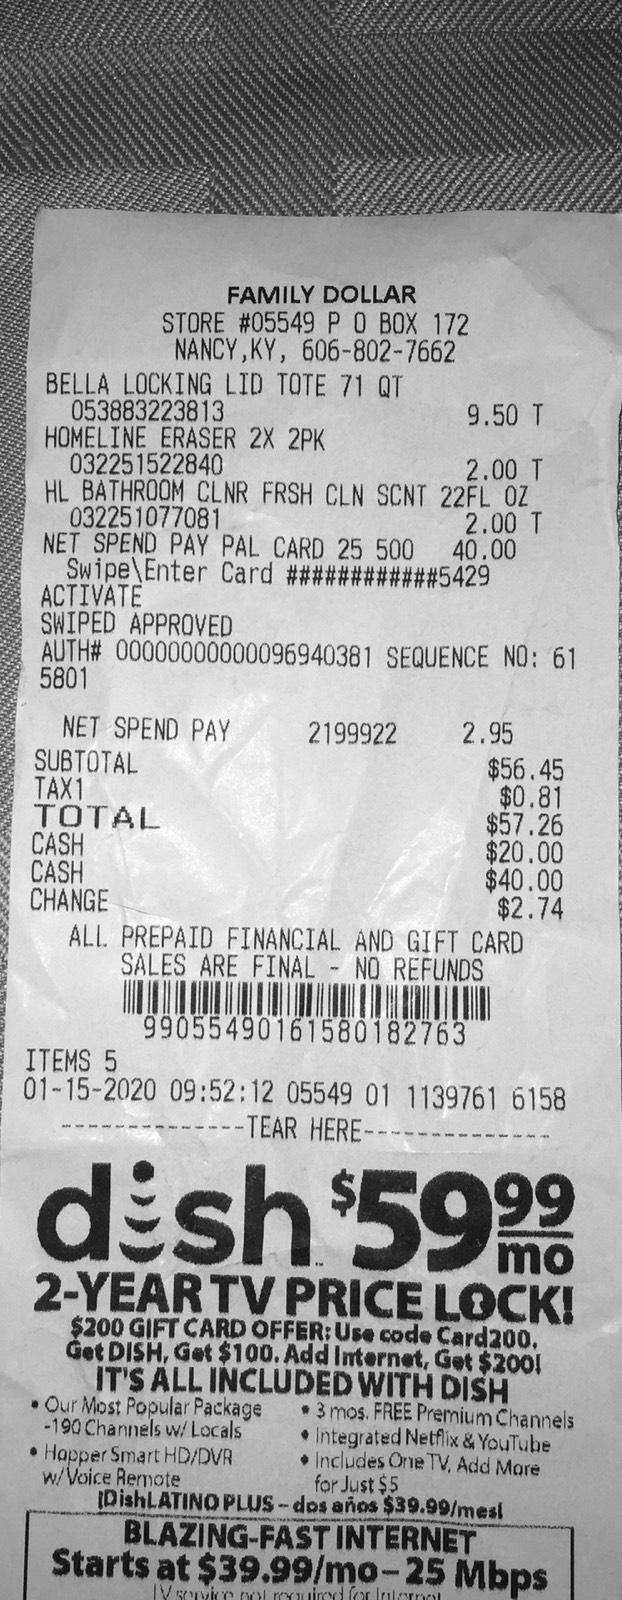 FAMILY DOLLAR
STORE #05549 P O BOX 172
NANCY,KY, 606-802-7662
BELLA LOCKING LID TOTE 71 QT
053883223813 9.50 T
HOMELINE ERASER 2X 2PK
032251522840 2.00 T
HL BATHROOM CLNR FRSH CLN SCNT 22FL OZ
032251077081 2.00 T
NET SPEND PAY PAL CARD 25 500 40.00
Swipe\Enter Card ############5429
ACTIVATE
SWIPED APPROVED
AUTH# 00000000000096940381 SEQUENCE NO: 61
5801
NET SPEND PAY 2199922 2.95
SUBTOTAL $56.45
TAX1 $0.81
TOTAL $57.26
CASH $20.00
CASH $40.00
CHANGE $2.74
ALL PREPAID FINANCIAL AND GIFT CARD
SALES ARE FINAL - NO REFUNDS
99055490161580182763
ITEMS 5
01-15-2020 09:52:12 05549 01 1139761 6158
--------------TEAR HERE--------------
dish $59.99 mo
2-YEAR TV PRICE LOCK!
$200 GIFT CARD OFFER: Use code Card200.
Get DISH, Get $100. Add Internet, Get $200!
IT'S ALL INCLUDED WITH DISH
• Our Most Popular Package
-190 Channels w/ Locals
• Hopper Smart HD/DVR
w/ Voice Remote
• 3 mos. FREE Premium Channels
• Integrated Netflix & YouTube
• Includes One TV, Add More
for Just $5
¡DishLATINO PLUS – dos años $39.99/mes!
BLAZING-FAST INTERNET
Starts at $39.99/mo – 25 Mbps
TV service not required for Internet